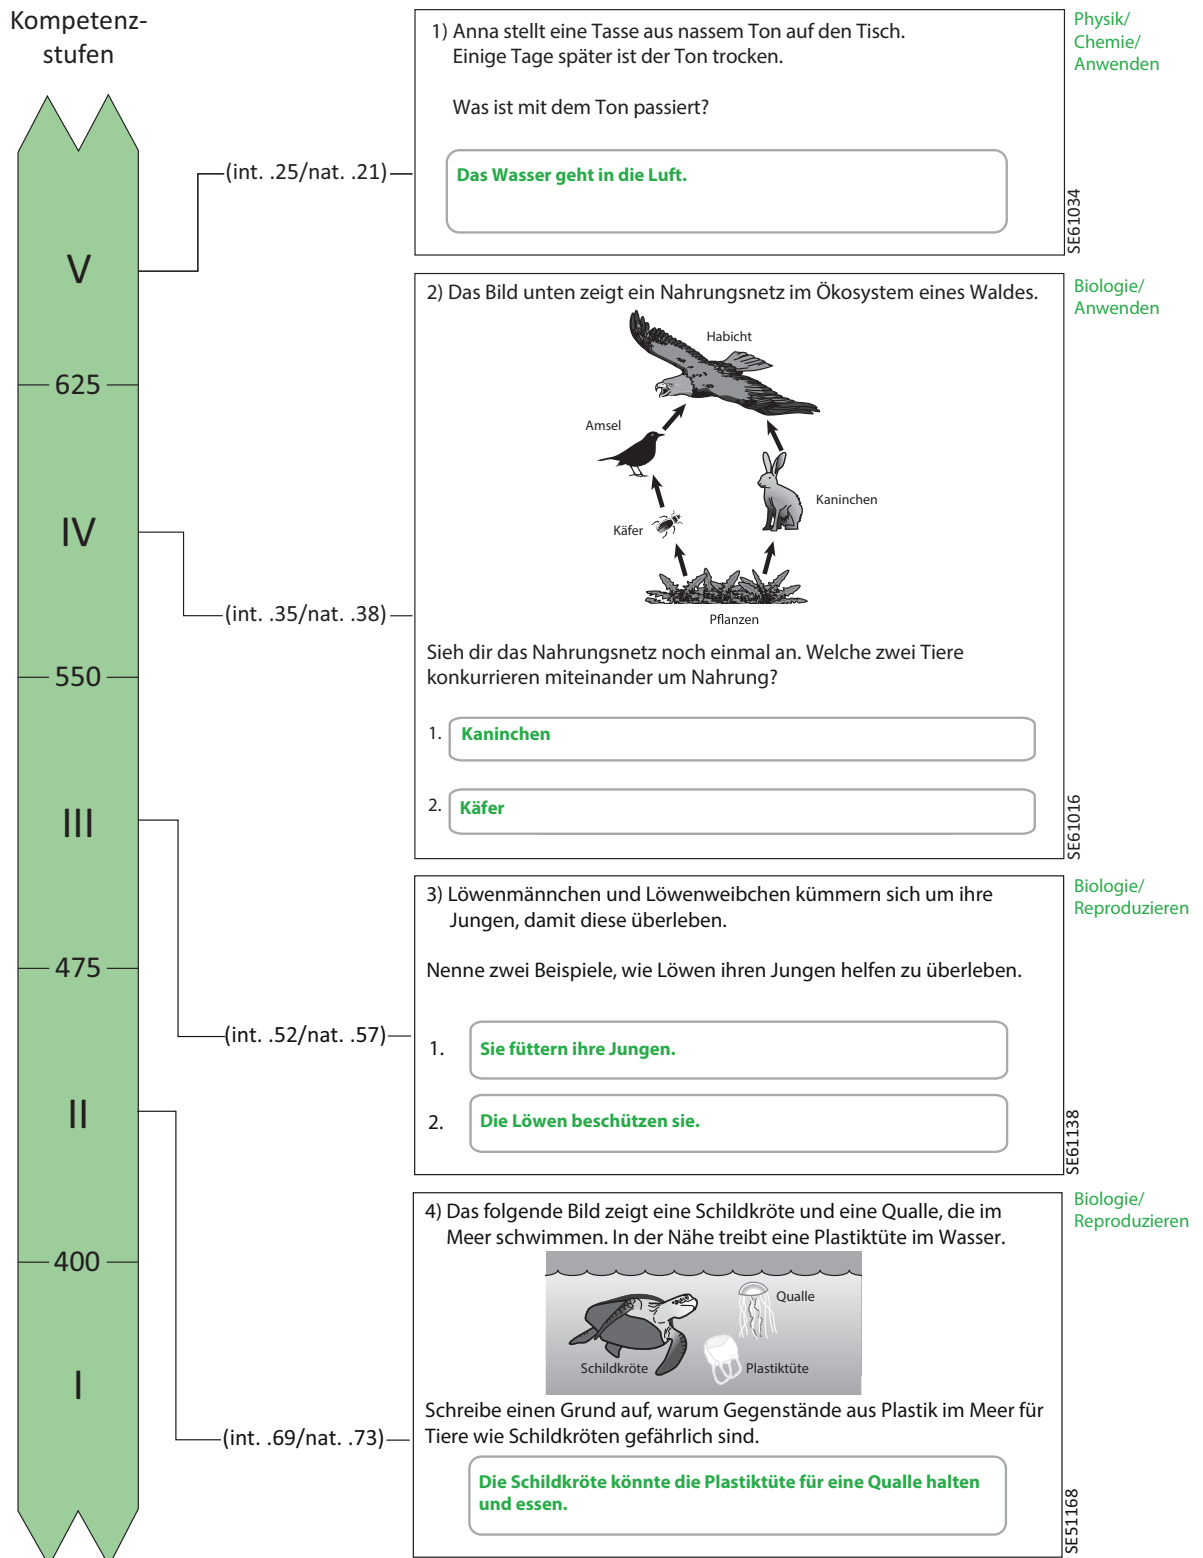 Kompetenz-
stufen
V
625
IV
550
III
475
II
400
I
(int. .25/nat. .21)
1) Anna stellt eine Tasse aus nassem Ton auf den Tisch.
Einige Tage später ist der Ton trocken.
Was ist mit dem Ton passiert?
Das Wasser geht in die Luft.
SE61034
Physik/
Chemie/
Anwenden
(int. .35/nat. .38)
2) Das Bild unten zeigt ein Nahrungsnetz im Ökosystem eines Waldes.
Habicht
Amsel
Kaninchen
Käfer
Pflanzen
Sieh dir das Nahrungsnetz noch einmal an. Welche zwei Tiere
konkurrieren miteinander um Nahrung?
1. Kaninchen
2. Käfer
SE61016
Biologie/
Anwenden
(int. .52/nat. .57)
3) Löwenmännchen und Löwenweibchen kümmern sich um ihre
Jungen, damit diese überleben.
Nenne zwei Beispiele, wie Löwen ihren Jungen helfen zu überleben.
1. Sie füttern ihre Jungen.
2. Die Löwen beschützen sie.
SE61138
Biologie/
Reproduzieren
(int. .69/nat. .73)
4) Das folgende Bild zeigt eine Schildkröte und eine Qualle, die im
Meer schwimmen. In der Nähe treibt eine Plastiktüte im Wasser.
Qualle
Schildkröte
Plastiktüte
Schreibe einen Grund auf, warum Gegenstände aus Plastik im Meer für
Tiere wie Schildkröten gefährlich sind.
Die Schildkröte könnte die Plastiktüte für eine Qualle halten
und essen.
SE51168
Biologie/
Reproduzieren